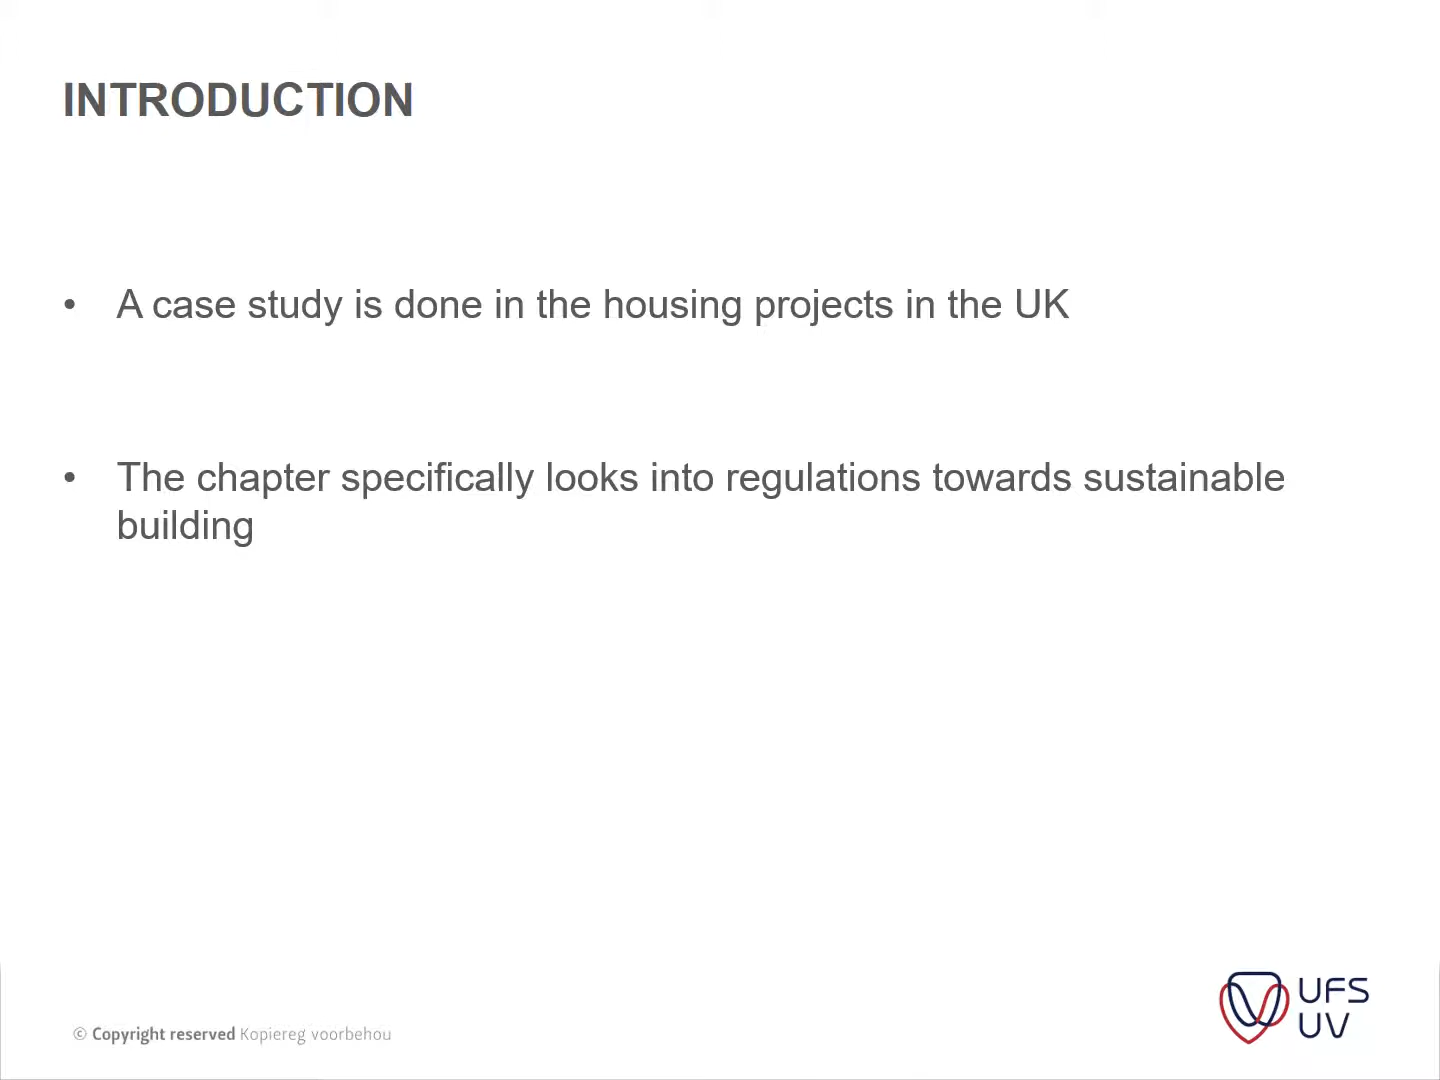 INTRODUCTION
• A case study is done in the housing projects in the UK
• The chapter specifically looks into regulations towards sustainable
building
© Copyright reserved Kopiereg voorbehou
UFS
UV